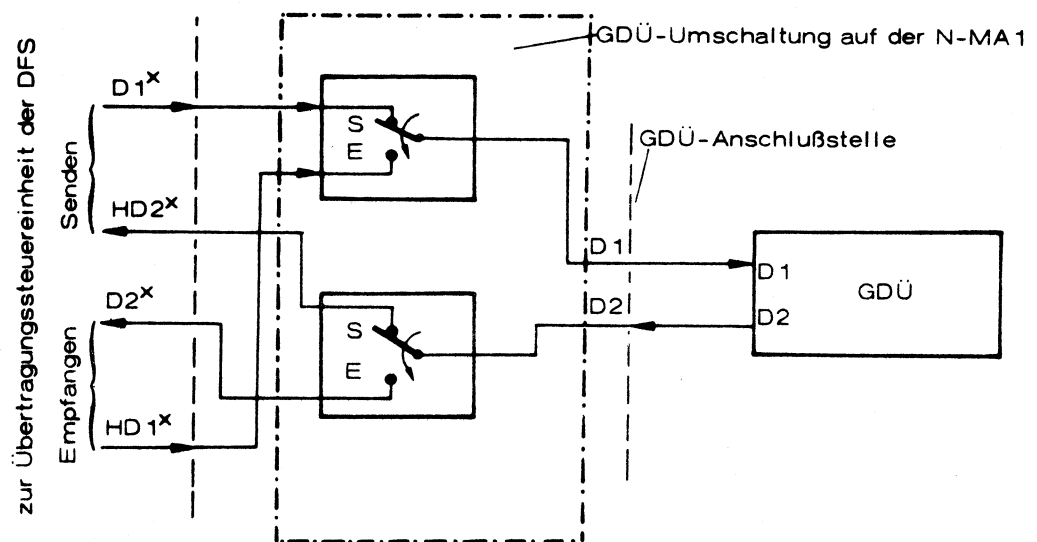 zur Übertragungssteuereinheit der DFS
Senden
Empfangen
D1ˣ
HD2ˣ
D2ˣ
HD1ˣ
GDÜ-Umschaltung auf der N-MA1
S
E
S
E
GDÜ-Anschlußstelle
D1
D2
D1
D2
GDÜ